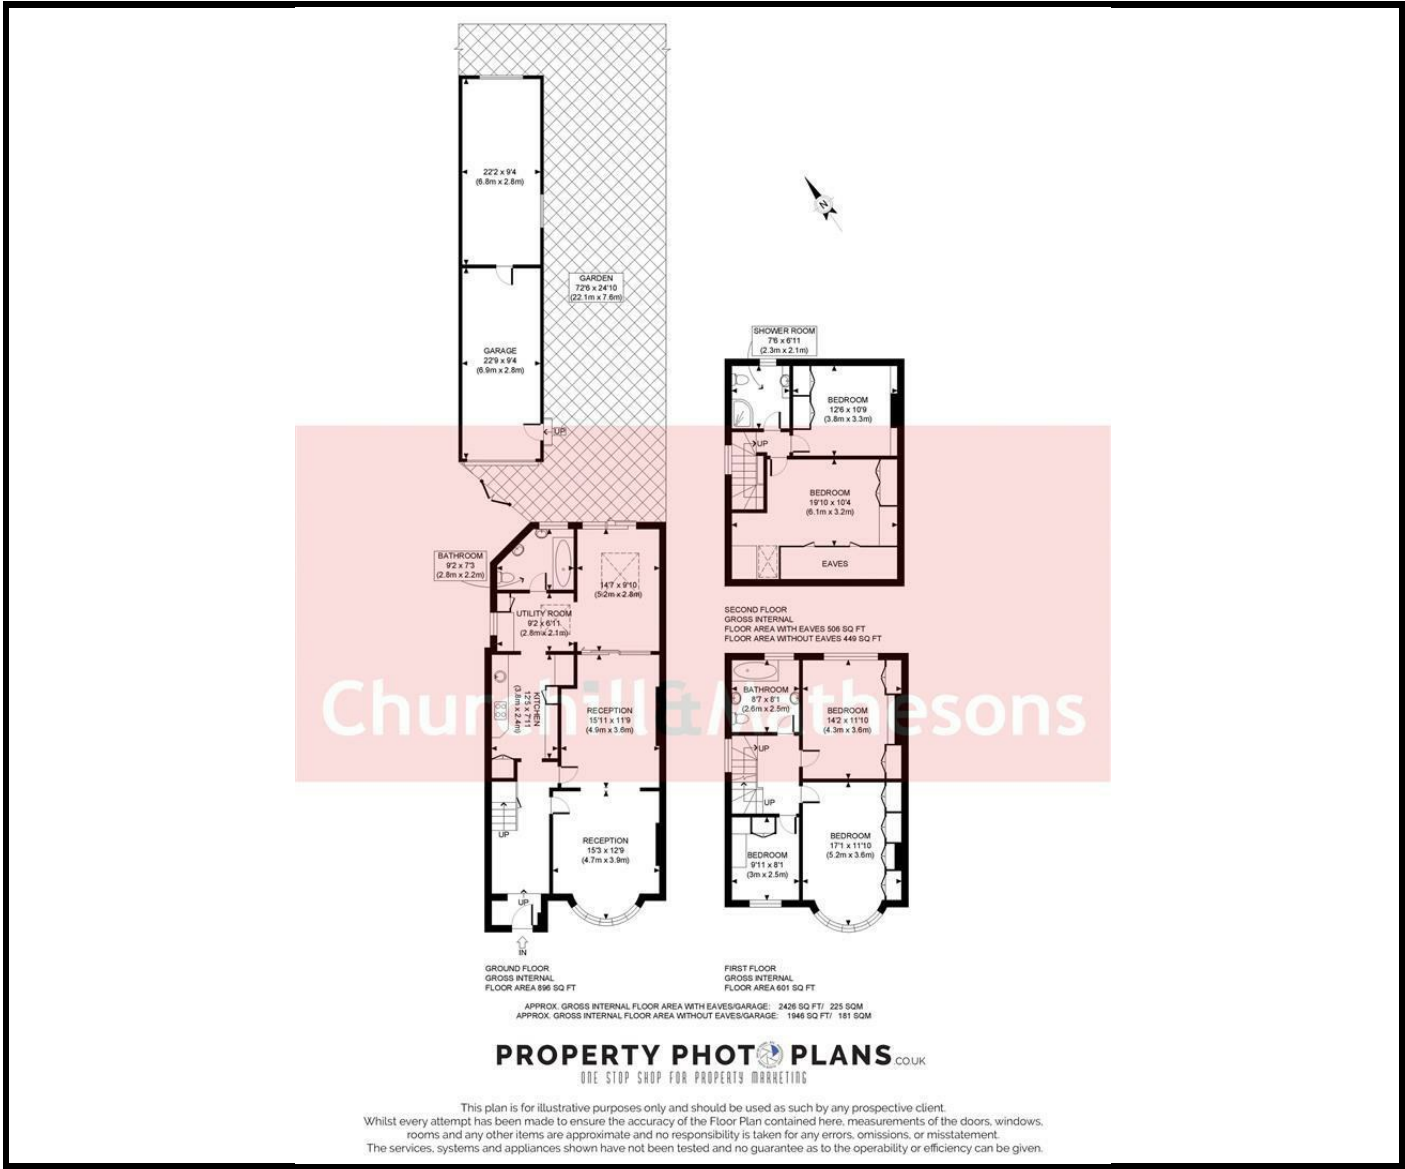 22'2 x 9'4
(6.8m x 2.8m)
GARDEN
72'6 x 24'10
(22.1m x 7.6m)
GARAGE
22'9 x 9'4
(6.9m x 2.8m)
UP
N
SHOWER ROOM
7'6 x 6'11
(2.3m x 2.1m)
BEDROOM
12'6 x 10'9
(3.8m x 3.3m)
UP
BEDROOM
19'10 x 10'4
(6.1m x 3.2m)
EAVES
SECOND FLOOR
GROSS INTERNAL
FLOOR AREA WITH EAVES 506 SQ FT
FLOOR AREA WITHOUT EAVES 449 SQ FT
BATHROOM
9'2 x 7'3
(2.8m x 2.2m)
14'7 x 9'10
(5.2m x 2.8m)
UTILITY ROOM
9'2 x 6'11
(2.8m x 2.1m)
KITCHEN
12'5 x 7'11
(3.8m x 2.4m)
RECEPTION
15'11 x 11'9
(4.9m x 3.6m)
RECEPTION
15'3 x 12'9
(4.7m x 3.9m)
UP
UP
IN
Churchill & Mathesons
BATHROOM
8'7 x 8'1
(2.6m x 2.5m)
BEDROOM
14'2 x 11'10
(4.3m x 3.6m)
UP
UP
BEDROOM
9'11 x 8'1
(3m x 2.5m)
BEDROOM
17'1 x 11'10
(5.2m x 3.6m)
GROUND FLOOR
GROSS INTERNAL
FLOOR AREA 896 SQ FT
FIRST FLOOR
GROSS INTERNAL
FLOOR AREA 601 SQ FT
APPROX. GROSS INTERNAL FLOOR AREA WITH EAVES/GARAGE: 2426 SQ FT/ 225 SQM
APPROX. GROSS INTERNAL FLOOR AREA WITHOUT EAVES/GARAGE: 1946 SQ FT/ 181 SQM
PROPERTY PHOTO PLANS.CO.UK
ONE STOP SHOP FOR PROPERTY MARKETING
This plan is for illustrative purposes only and should be used as such by any prospective client.
Whilst every attempt has been made to ensure the accuracy of the Floor Plan contained here, measurements of the doors, windows,
rooms and any other items are approximate and no responsibility is taken for any errors, omissions, or misstatement.
The services, systems and appliances shown have not been tested and no guarantee as to the operability or efficiency can be given.